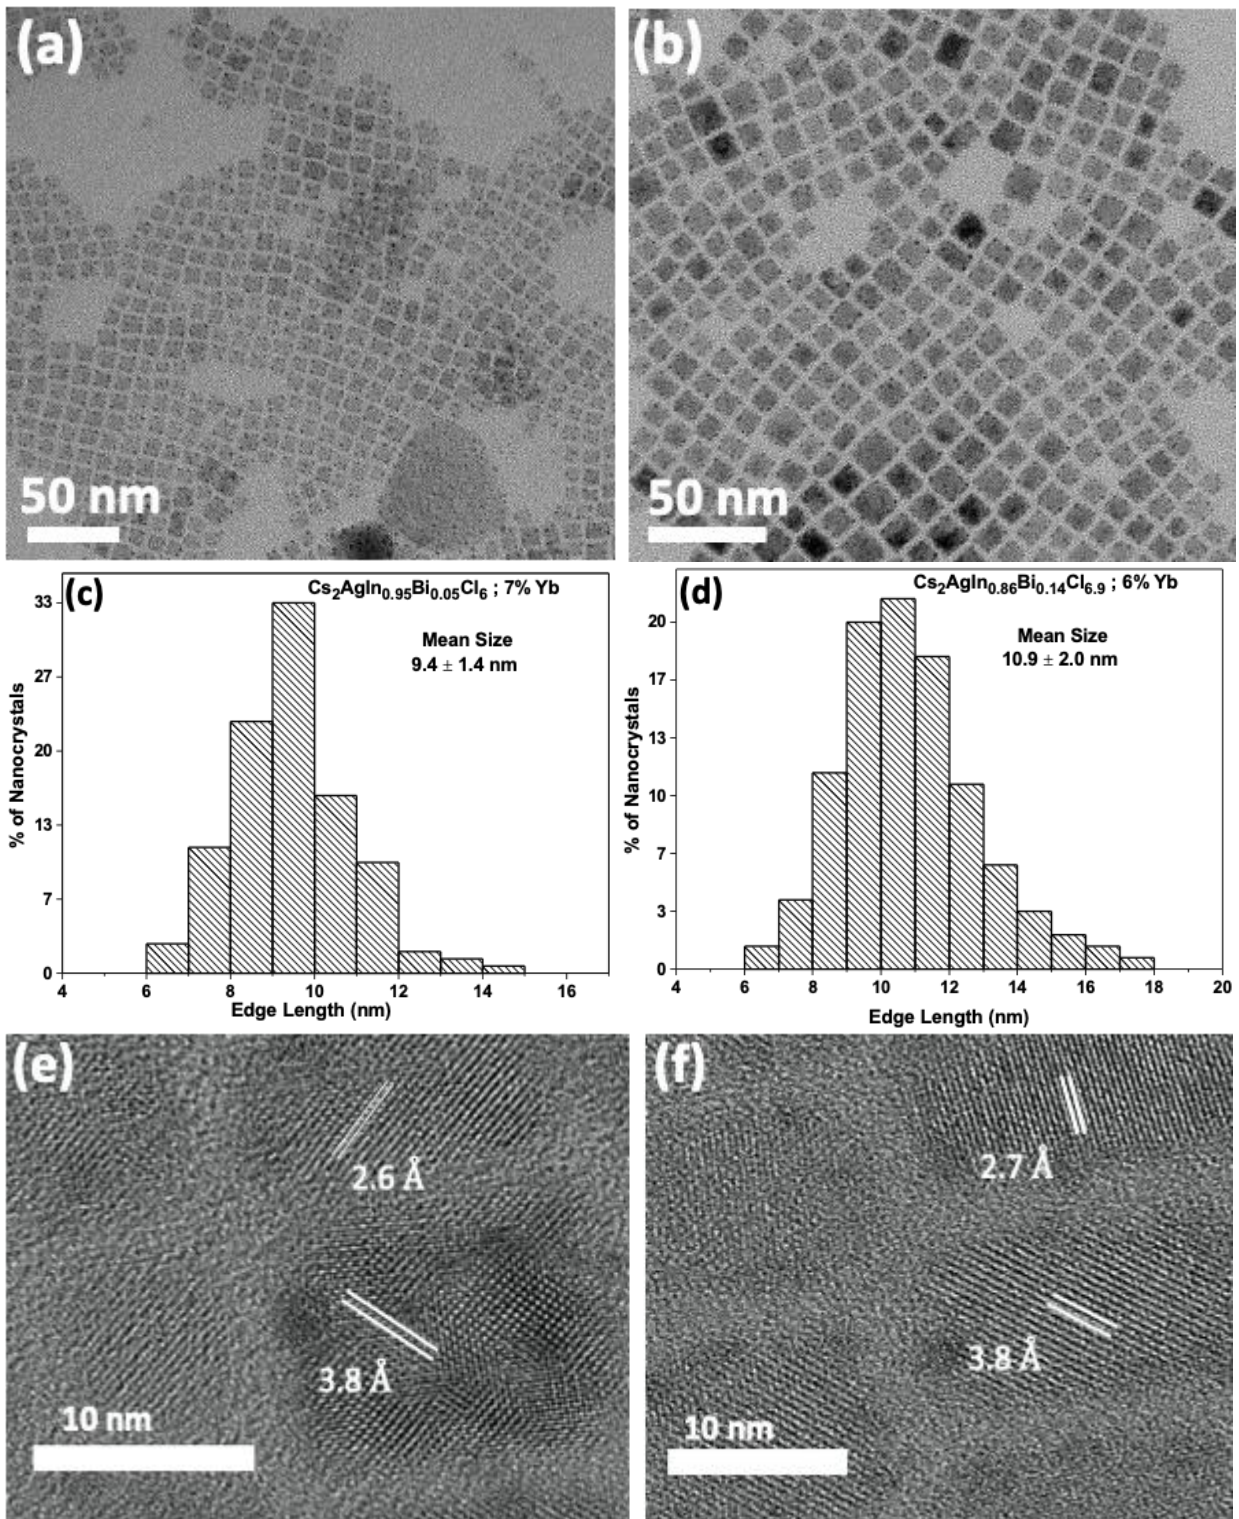 (a)
50 nm
(b)
50 nm
(c)
Cs₂AgIn₀.₉₅Bi₀.₀₅Cl₆ ; 7% Yb
Mean Size
9.4 ± 1.4 nm
% of Nanocrystals
33
27
20
13
7
0
4 6 8 10 12 14 16
Edge Length (nm)
(d)
Cs₂AgIn₀.₈₆Bi₀.₁₄Cl₆.₉ ; 6% Yb
Mean Size
10.9 ± 2.0 nm
% of Nanocrystals
20
17
13
10
7
3
0
4 6 8 10 12 14 16 18 20
Edge Length (nm)
(e)
2.6 Å
3.8 Å
10 nm
(f)
2.7 Å
3.8 Å
10 nm